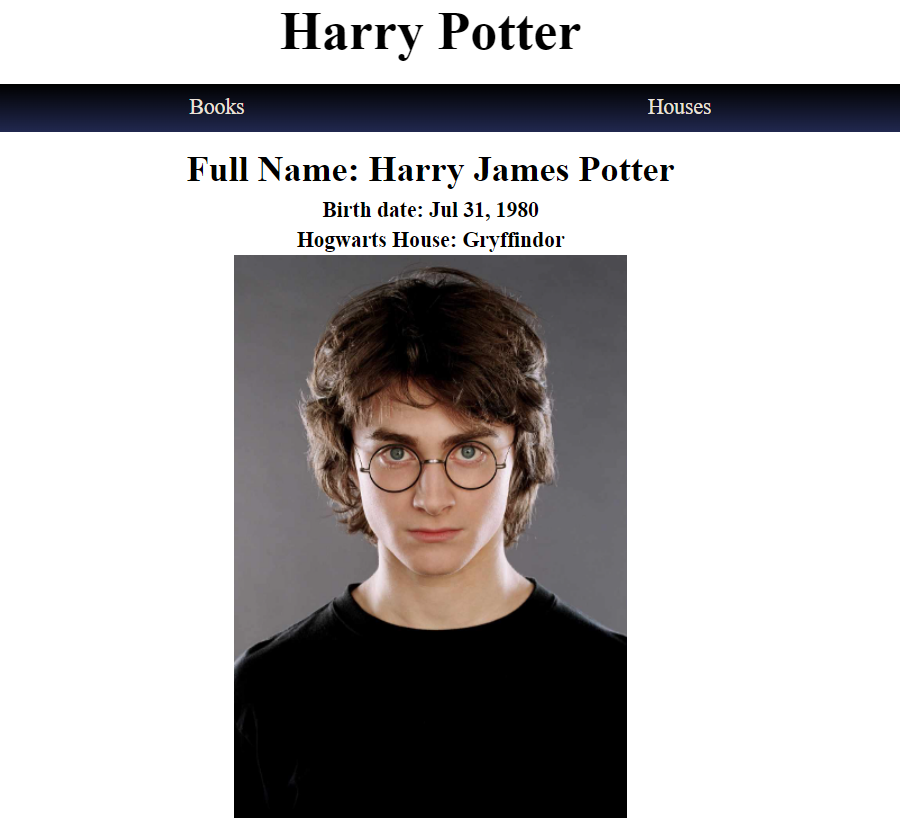 Harry Potter
Books Houses
Full Name: Harry James Potter
Birth date: Jul 31, 1980
Hogwarts House: Gryffindor